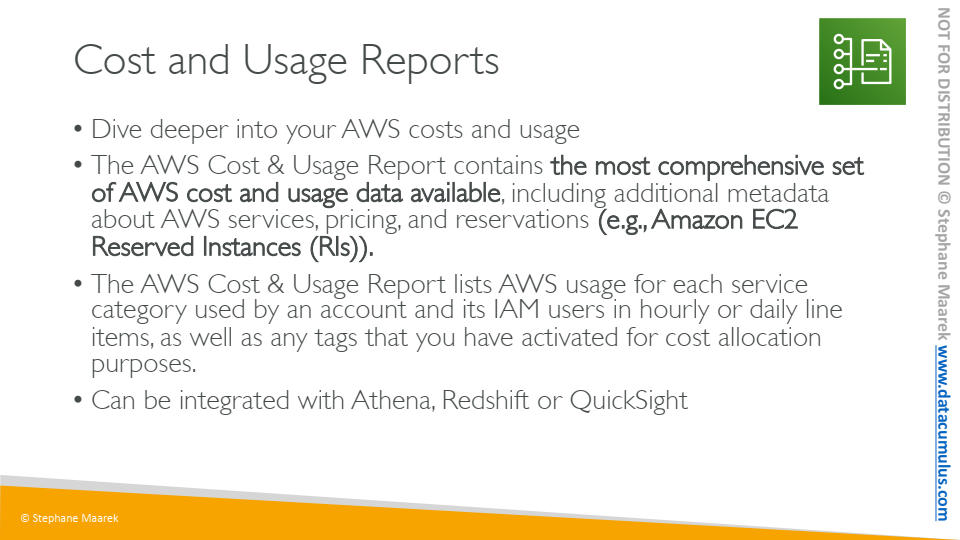 Cost and Usage Reports
• Dive deeper into your AWS costs and usage
• The AWS Cost & Usage Report contains the most comprehensive set
of AWS cost and usage data available, including additional metadata
about AWS services, pricing, and reservations (e.g., Amazon EC2
Reserved Instances (RIs)).
• The AWS Cost & Usage Report lists AWS usage for each service
category used by an account and its IAM users in hourly or daily line
items, as well as any tags that you have activated for cost allocation
purposes.
• Can be integrated with Athena, Redshift or QuickSight
© Stephane Maarek
NOT FOR DISTRIBUTION © Stephane Maarek www.datacumulus.com